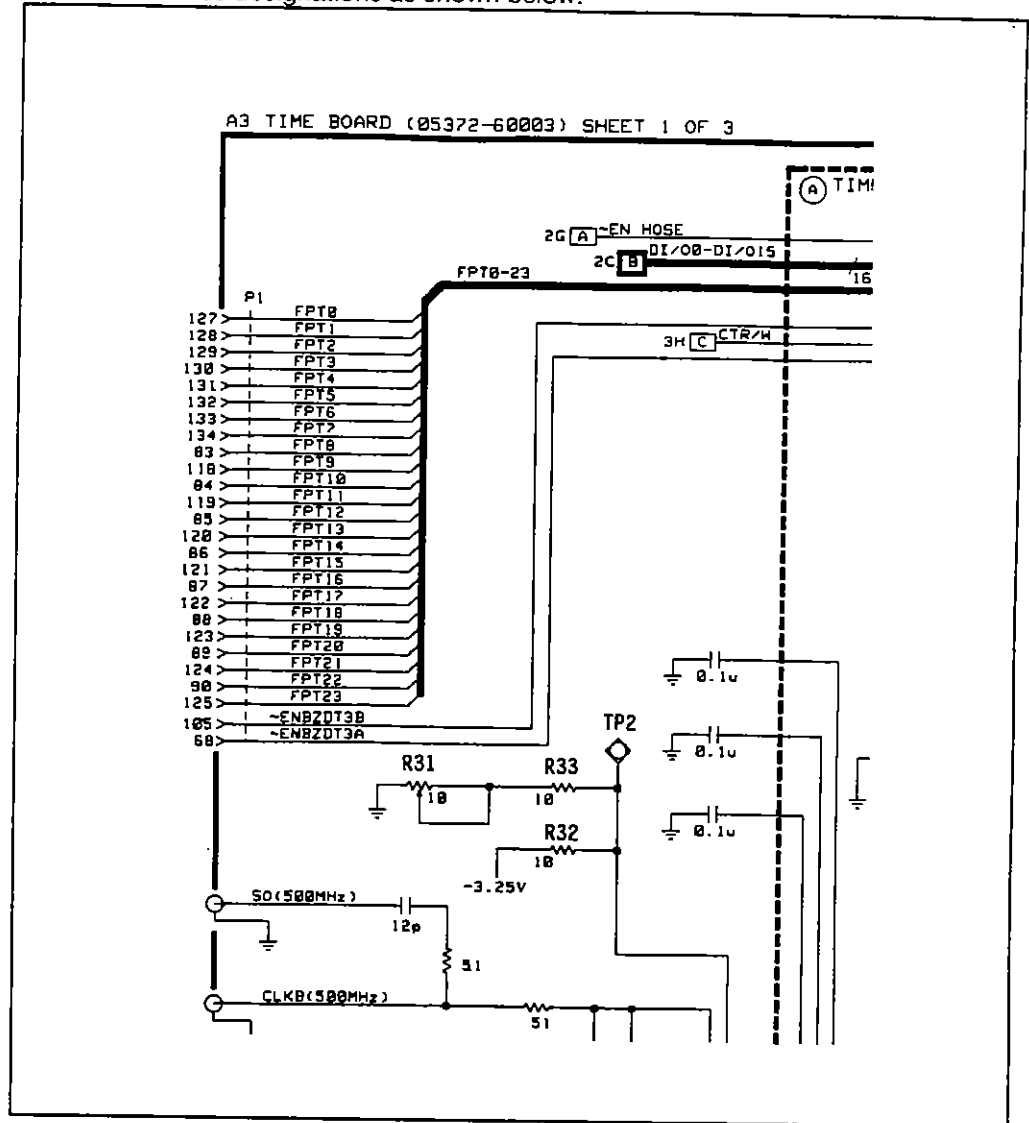 as shown below.
A3 TIME BOARD (05372-60003) SHEET 1 OF 3
A
2G A ~EN HOSE
2C B DI/O0-DI/O15
16
FPT0-23
P1
3H C CTR/W
127 FPT0
128 FPT1
129 FPT2
130 FPT3
131 FPT4
132 FPT5
133 FPT6
134 FPT7
83 FPT8
118 FPT9
84 FPT10
119 FPT11
85 FPT12
120 FPT13
86 FPT14
121 FPT15
87 FPT16
122 FPT17
88 FPT18
123 FPT19
89 FPT20
124 FPT21
90 FPT22
125 FPT23
105 ~ENBZDT3B
68 ~ENBZDT3A
TP2
0.1u
0.1u
0.1u
R31
10
R33
10
R32
10
-3.25V
SO(500MHz)
12p
51
CLKB(500MHz)
51